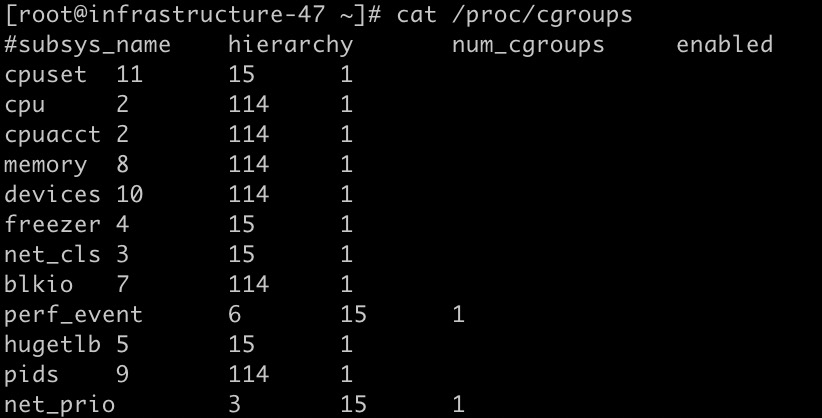 [root@infrastructure-47 ~]# cat /proc/cgroups
#subsys_name hierarchy num_cgroups enabled
cpuset 11 15 1
cpu 2 114 1
cpuacct 2 114 1
memory 8 114 1
devices 10 114 1
freezer 4 15 1
net_cls 3 15 1
blkio 7 114 1
perf_event 6 15 1
hugetlb 5 15 1
pids 9 114 1
net_prio 3 15 1